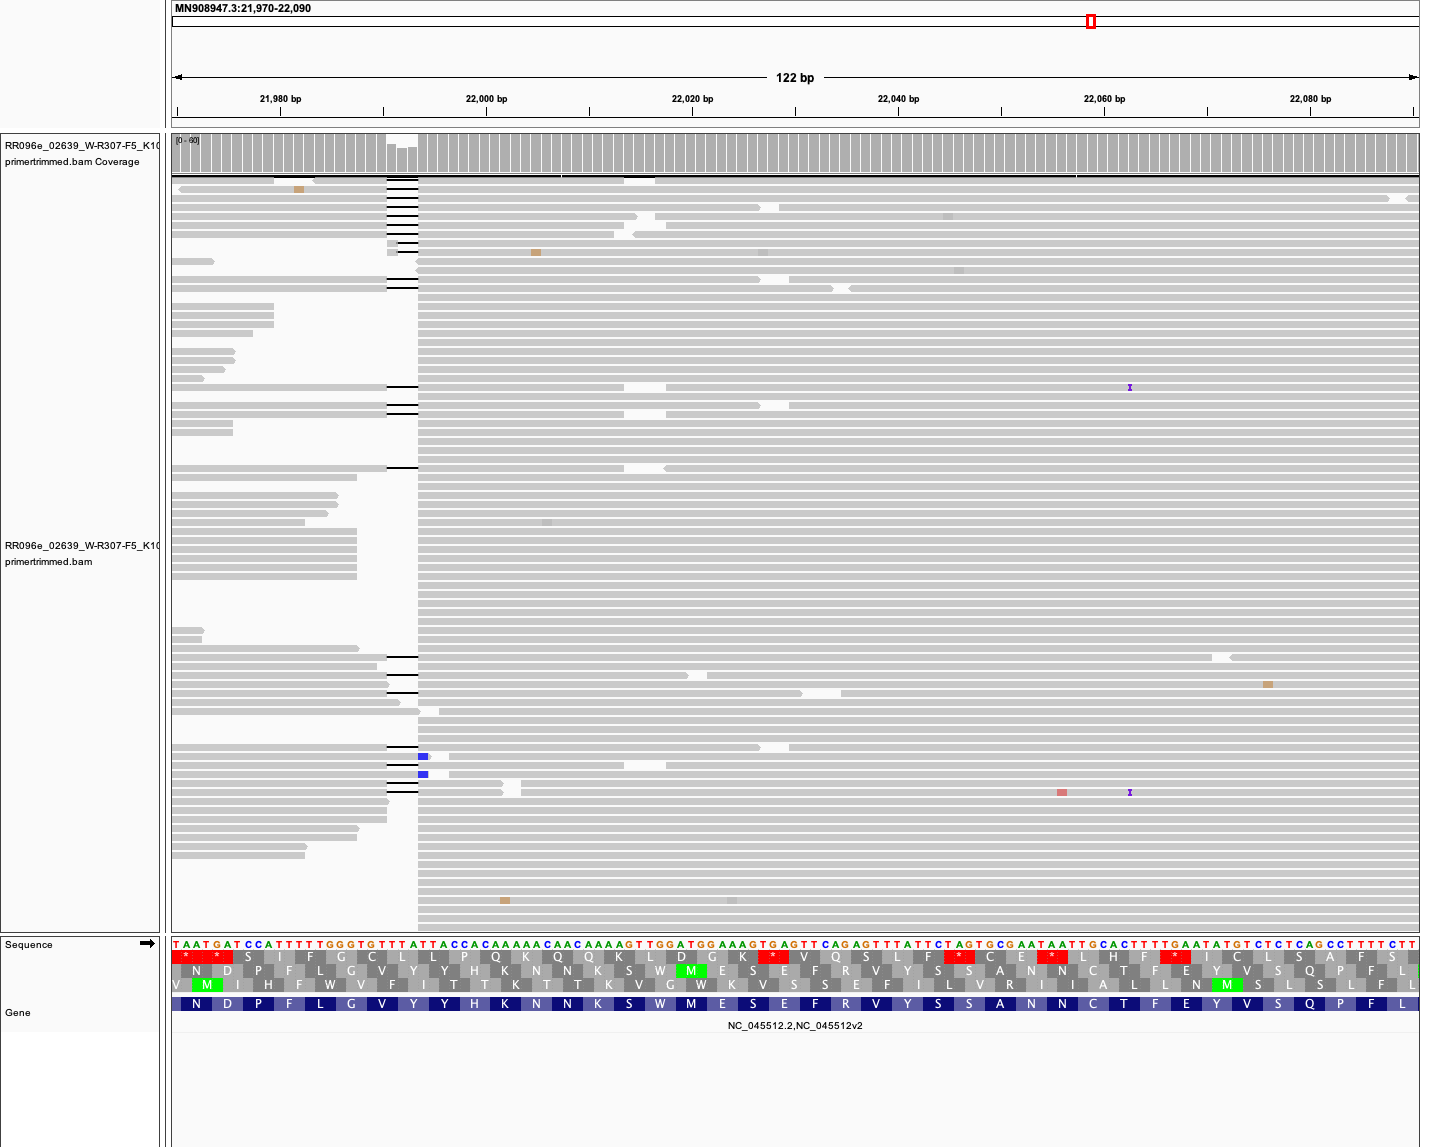 MN908947.3:21,970-22,090
122 bp
21,980 bp 22,000 bp 22,020 bp 22,040 bp 22,060 bp 22,080 bp
RR096e_02639_W-R307-F5_K10
primertrimmed.bam Coverage
[0 - 60]
RR096e_02639_W-R307-F5_K10
primertrimmed.bam
Sequence
TAATGATCCATTTTTGGGTGTTTATTACCACAAAAACAACAAAAGTTGGATGGAAAGTGAGTTCAGAGTTTATTCTAGTGCGAATAATTGCACTTTTGAATATGTCTCTCAGCCTTTTCTT
* * S I F G C L L P Q K Q Q K L D G K * V Q S L F * C E * L H F * I C L S A F S
N D P F L G V Y Y H K N N K S W M E S E F R V Y S S A N N C T F E Y V S Q P F L
V M I H F W V F I T T K T T K V G W K V S S E F I L V R I I A L L N M S L S L F L
Gene
N D P F L G V Y Y H K N N K S W M E S E F R V Y S S A N N C T F E Y V S Q P F L
NC_045512.2,NC_045512v2